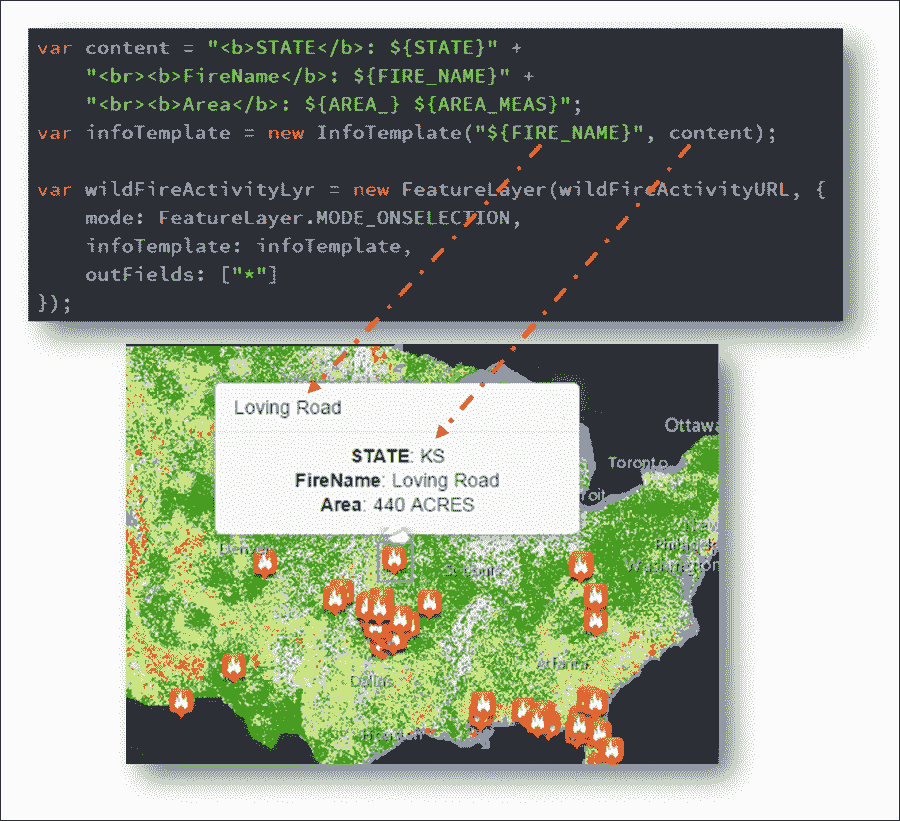 var content = "<b>STATE</b>: ${STATE}" +
"<br><b>FireName</b>: ${FIRE_NAME}" +
"<br><b>Area</b>: ${AREA_} ${AREA_MEAS}";
var infoTemplate = new InfoTemplate("${FIRE_NAME}", content);
var wildFireActivityLyr = new FeatureLayer(wildFireActivityURL, {
mode: FeatureLayer.MODE_ONSELECTION,
infoTemplate: infoTemplate,
outFields: ["*"]
});
Loving Road
Ottawa
STATE: KS
Toronto
FireName: Loving Road
Area: 440 ACRES
Denver
St. Louis
Washington
Atlanta
Dallas
Houston